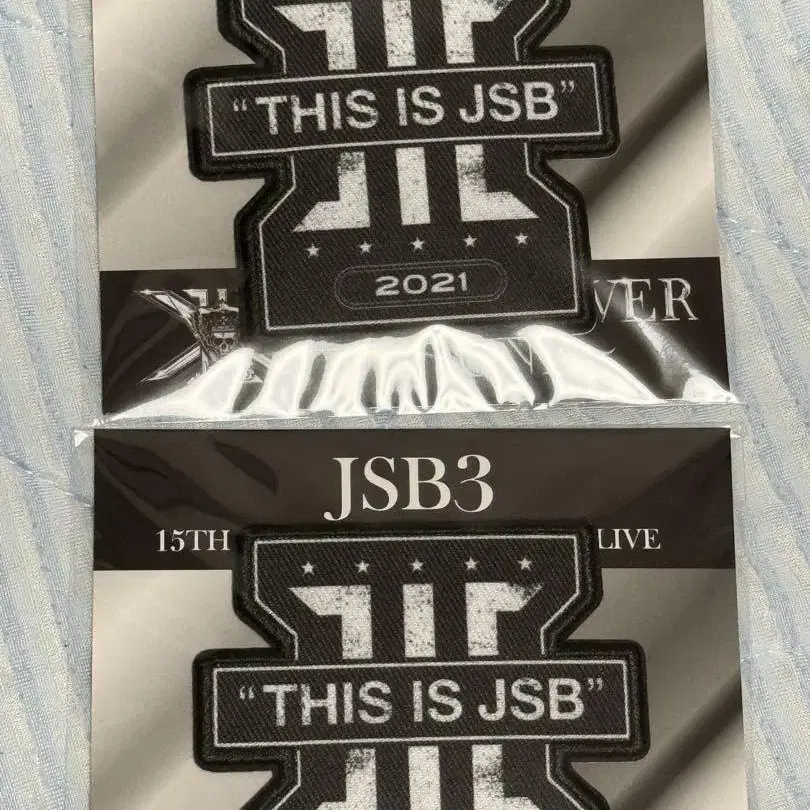 “THIS IS JSB”
2021
VER
JSB3
15TH LIVE
“THIS IS JSB”